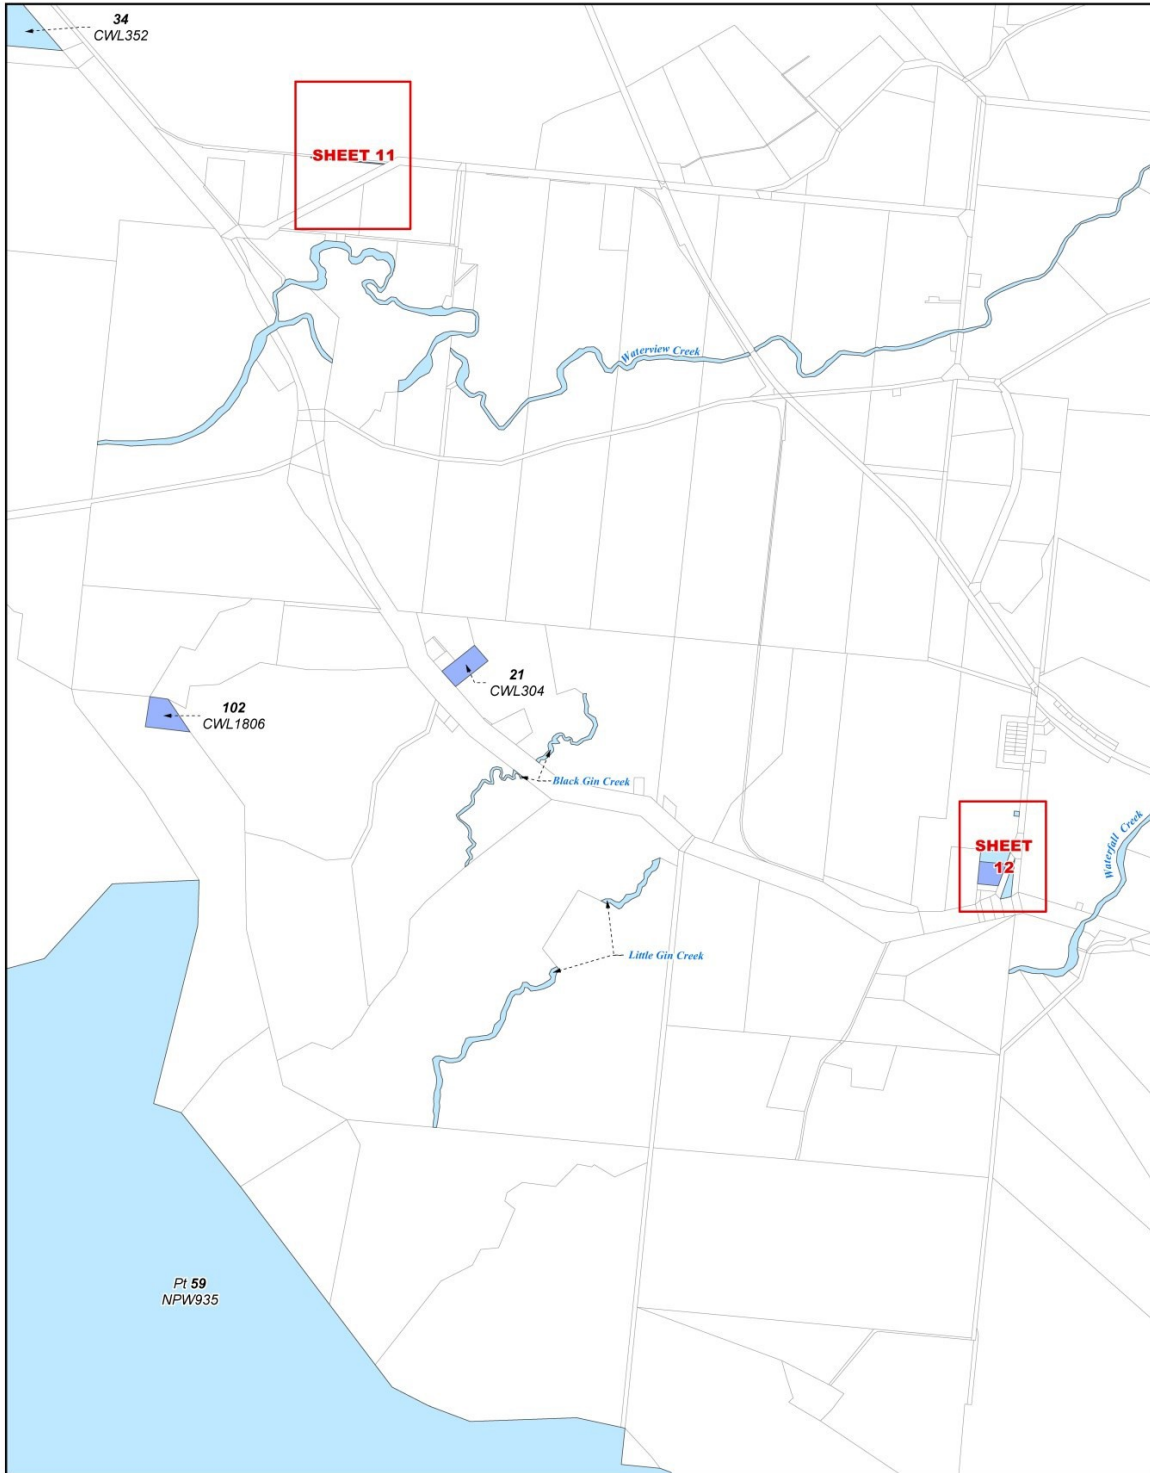 34
CWL352
SHEET 11
Waterview Creek
21
CWL304
102
CWL1806
Black Gin Creek
SHEET
12
Waterfall Creek
Little Gin Creek
Pt 59
NPW935